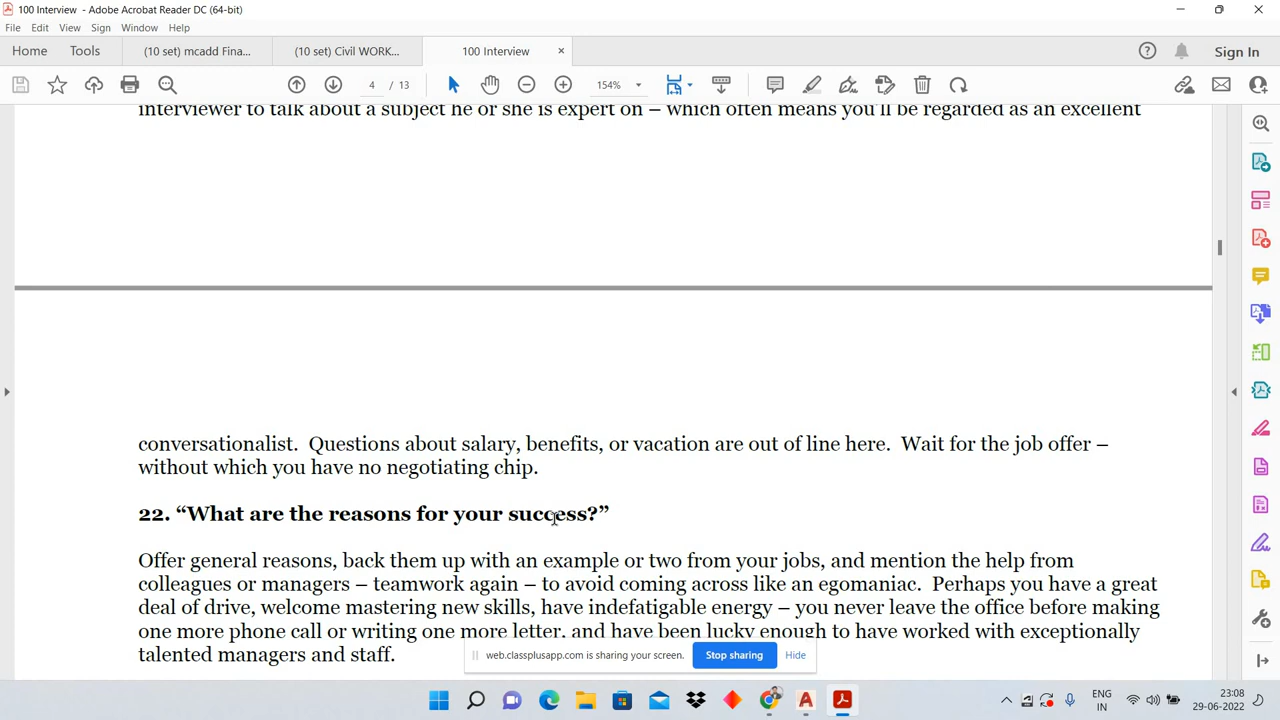 100 Interview - Adobe Acrobat Reader DC (64-bit)
File Edit View Sign Window Help
Home Tools (10 set) mcadd Fina... (10 set) Civil WORK... 100 Interview × Sign In
4 / 13 154%
interviewer to talk about a subject he or she is expert on – which often means you'll be regarded as an excellent
conversationalist. Questions about salary, benefits, or vacation are out of line here. Wait for the job offer –
without which you have no negotiating chip.
22. “What are the reasons for your success?”
Offer general reasons, back them up with an example or two from your jobs, and mention the help from
colleagues or managers – teamwork again – to avoid coming across like an egomaniac. Perhaps you have a great
deal of drive, welcome mastering new skills, have indefatigable energy – you never leave the office before making
one more phone call or writing one more letter, and have been lucky enough to have worked with exceptionally
talented managers and staff.
web.classplusapp.com is sharing your screen. Stop sharing Hide
ENG
IN
23:08
29-06-2022